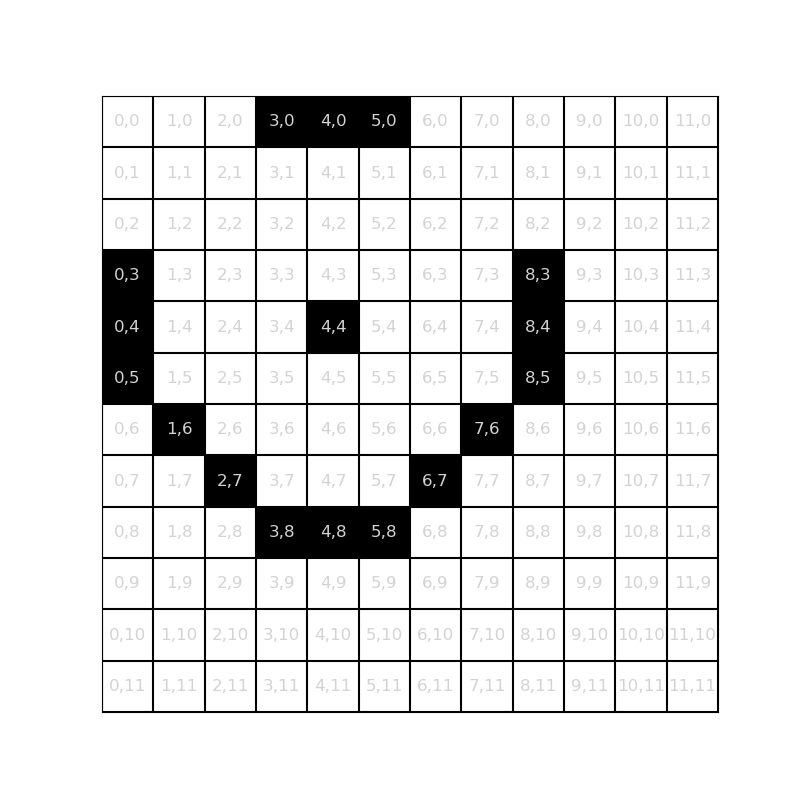 0,0 1,0 2,0 3,0 4,0 5,0 6,0 7,0 8,0 9,0 10,0 11,0
0,1 1,1 2,1 3,1 4,1 5,1 6,1 7,1 8,1 9,1 10,1 11,1
0,2 1,2 2,2 3,2 4,2 5,2 6,2 7,2 8,2 9,2 10,2 11,2
0,3 1,3 2,3 3,3 4,3 5,3 6,3 7,3 8,3 9,3 10,3 11,3
0,4 1,4 2,4 3,4 4,4 5,4 6,4 7,4 8,4 9,4 10,4 11,4
0,5 1,5 2,5 3,5 4,5 5,5 6,5 7,5 8,5 9,5 10,5 11,5
0,6 1,6 2,6 3,6 4,6 5,6 6,6 7,6 8,6 9,6 10,6 11,6
0,7 1,7 2,7 3,7 4,7 5,7 6,7 7,7 8,7 9,7 10,7 11,7
0,8 1,8 2,8 3,8 4,8 5,8 6,8 7,8 8,8 9,8 10,8 11,8
0,9 1,9 2,9 3,9 4,9 5,9 6,9 7,9 8,9 9,9 10,9 11,9
0,10 1,10 2,10 3,10 4,10 5,10 6,10 7,10 8,10 9,10 10,10 11,10
0,11 1,11 2,11 3,11 4,11 5,11 6,11 7,11 8,11 9,11 10,11 11,11